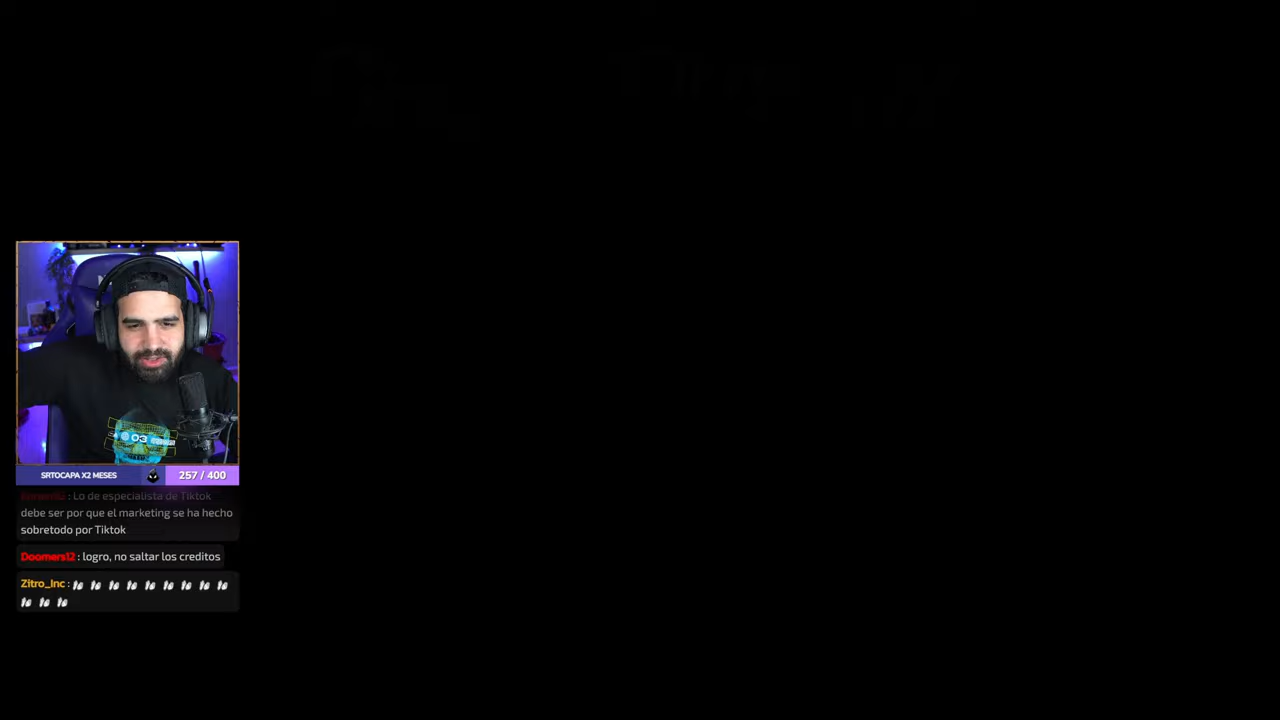 03
SRTOCAPA X2 MESES
257 / 400
: Lo de especialista de Tiktok
debe ser por que el marketing se ha hecho
sobretodo por Tiktok
Doomers12 : logro, no saltar los creditos
Zitro_Inc :